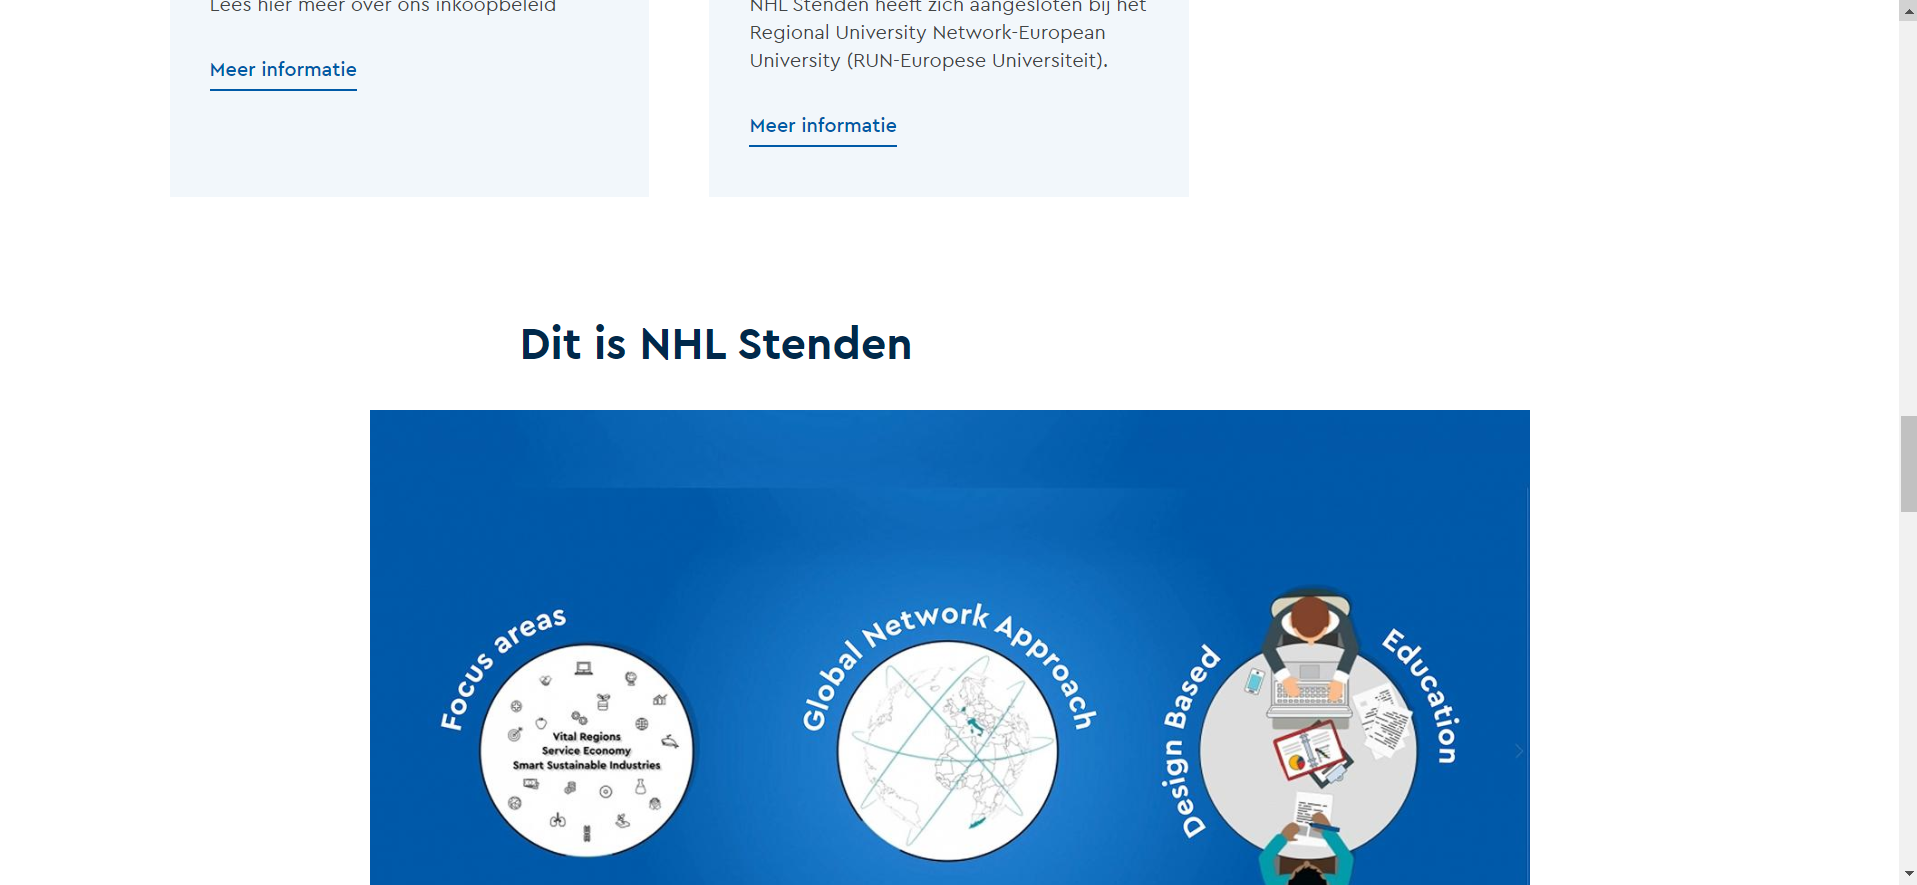 Lees hier meer over ons inkoopbeleid
Meer informatie
NHL Stenden heeft zich aangesloten bij het
Regional University Network-European
University (RUN-Europese Universiteit).
Meer informatie
Dit is NHL Stenden
Focus areas
Vital Regions
Service Economy
Smart Sustainable Industries
Global Network Approach
Design Based Education